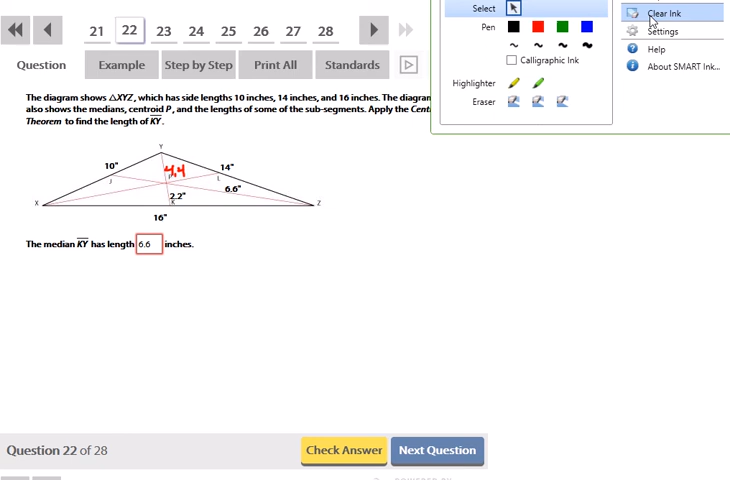 Select
Pen
Calligraphic Ink
Highlighter
Eraser
Clear Ink
Settings
Help
About SMART Ink...
21 22 23 24 25 26 27 28
Question Example Step by Step Print All Standards
The diagram shows △XYZ, which has side lengths 10 inches, 14 inches, and 16 inches. The diagram
also shows the medians, centroid P, and the lengths of some of the sub-segments. Apply the Cent
Theorem to find the length of KY.
Y
10" 4.4 14"
J L
6.6"
2.2"
X K Z
16"
The median KY has length 6.6 inches.
Question 22 of 28 Check Answer Next Question